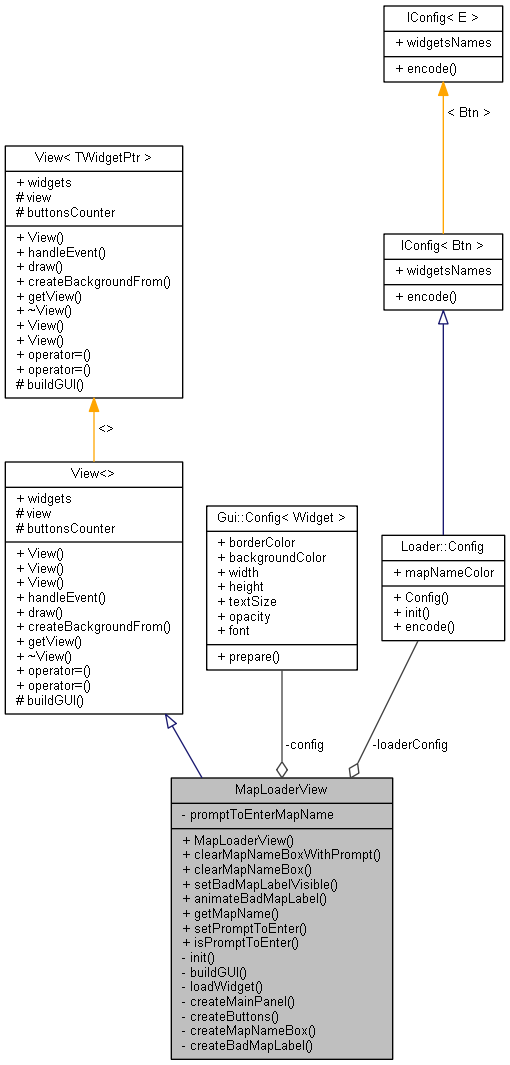 IConfig< E >
+ widgetsNames
+ encode()
< Btn >
View< TWidgetPtr >
+ widgets
# view
# buttonsCounter
+ View()
+ handleEvent()
+ draw()
+ createBackgroundFrom()
+ getView()
+ ~View()
+ View()
+ View()
+ operator=()
+ operator=()
# buildGUI()
IConfig< Btn >
+ widgetsNames
+ encode()
<>
View<>
+ widgets
# view
# buttonsCounter
+ View()
+ View()
+ View()
+ handleEvent()
+ draw()
+ createBackgroundFrom()
+ getView()
+ ~View()
+ operator=()
+ operator=()
# buildGUI()
Gui::Config< Widget >
+ borderColor
+ backgroundColor
+ width
+ height
+ textSize
+ opacity
+ font
+ prepare()
Loader::Config
+ mapNameColor
+ Config()
+ init()
+ encode()
-config
-loaderConfig
MapLoaderView
- promptToEnterMapName
+ MapLoaderView()
+ clearMapNameBoxWithPrompt()
+ clearMapNameBox()
+ setBadMapLabelVisible()
+ animateBadMapLabel()
+ getMapName()
+ setPromptToEnter()
+ isPromptToEnter()
- init()
- buildGUI()
- loadWidget()
- createMainPanel()
- createButtons()
- createMapNameBox()
- createBadMapLabel()